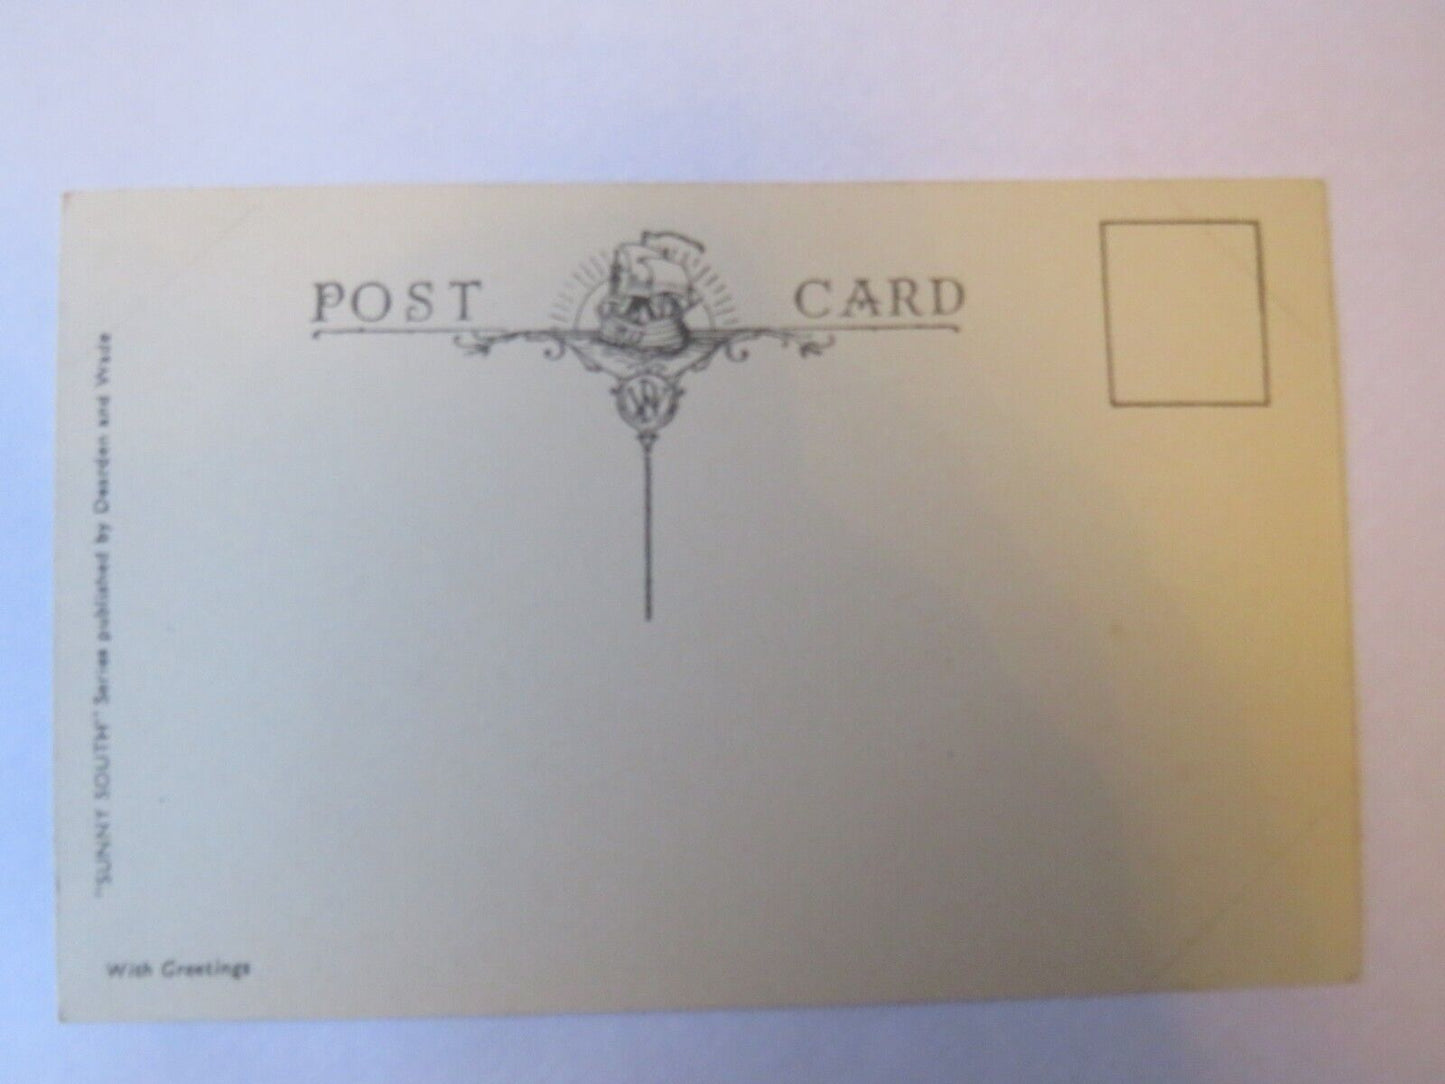 POST CARD
"SUNNY SOUTH" Series published by Dearden and Wade
With Greetings